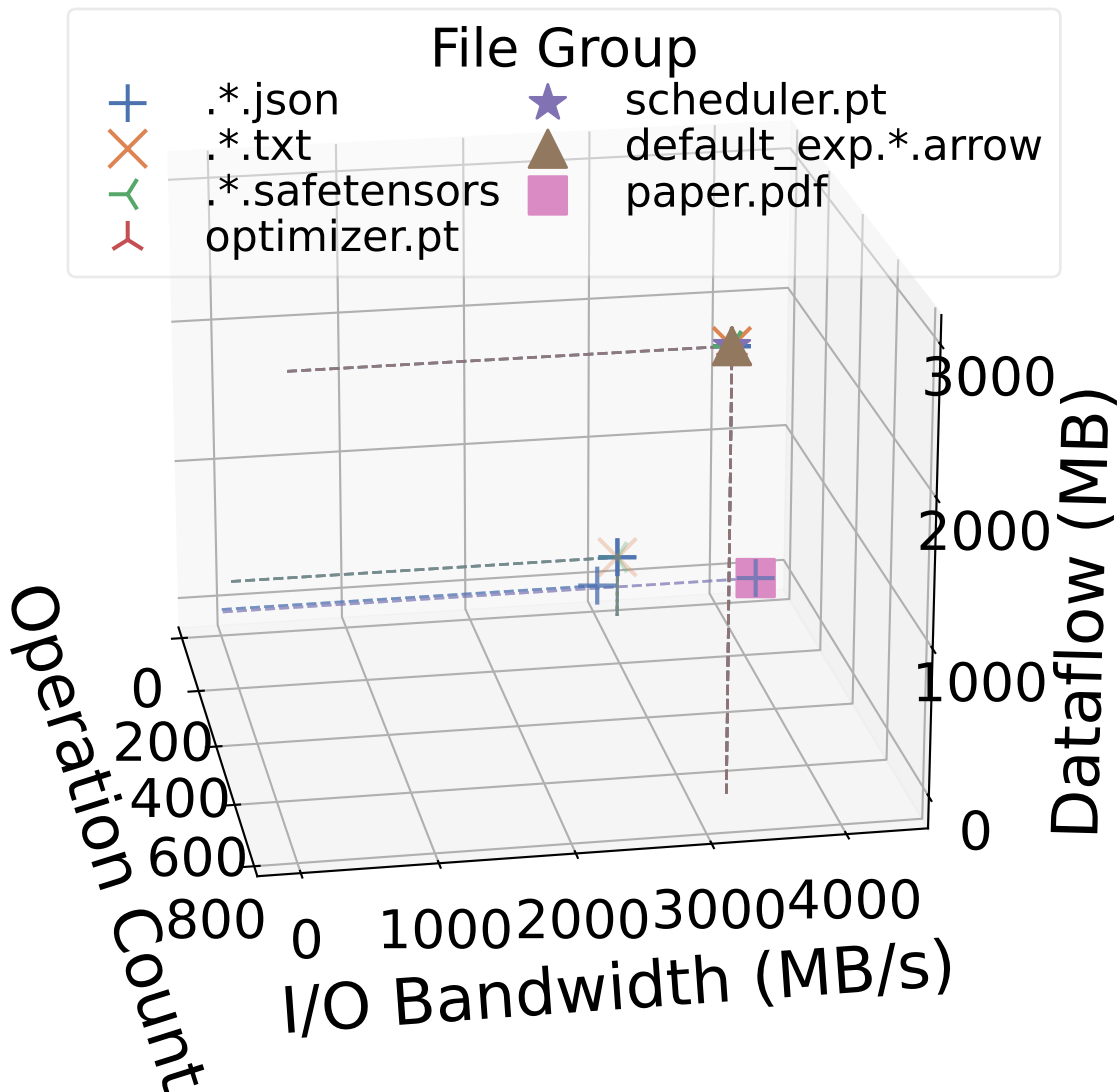 File Group
.*.json
.*.txt
.*.safetensors
optimizer.pt
scheduler.pt
default_exp.*.arrow
paper.pdf
3000
2000
1000
0
Dataflow (MB)
0
200
400
600
800
Operation Count
0
1000
2000
3000
4000
I/O Bandwidth (MB/s)